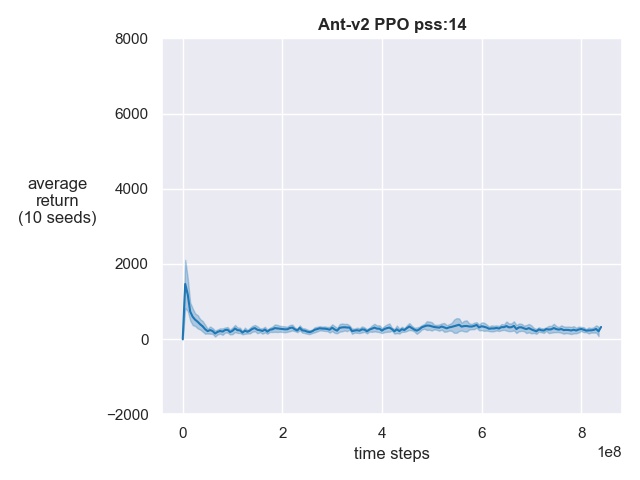 Ant-v2 PPO pss:14
8000
6000
4000
2000
0
−2000
average
return
(10 seeds)
0 2 4 6 8
1e8
time steps